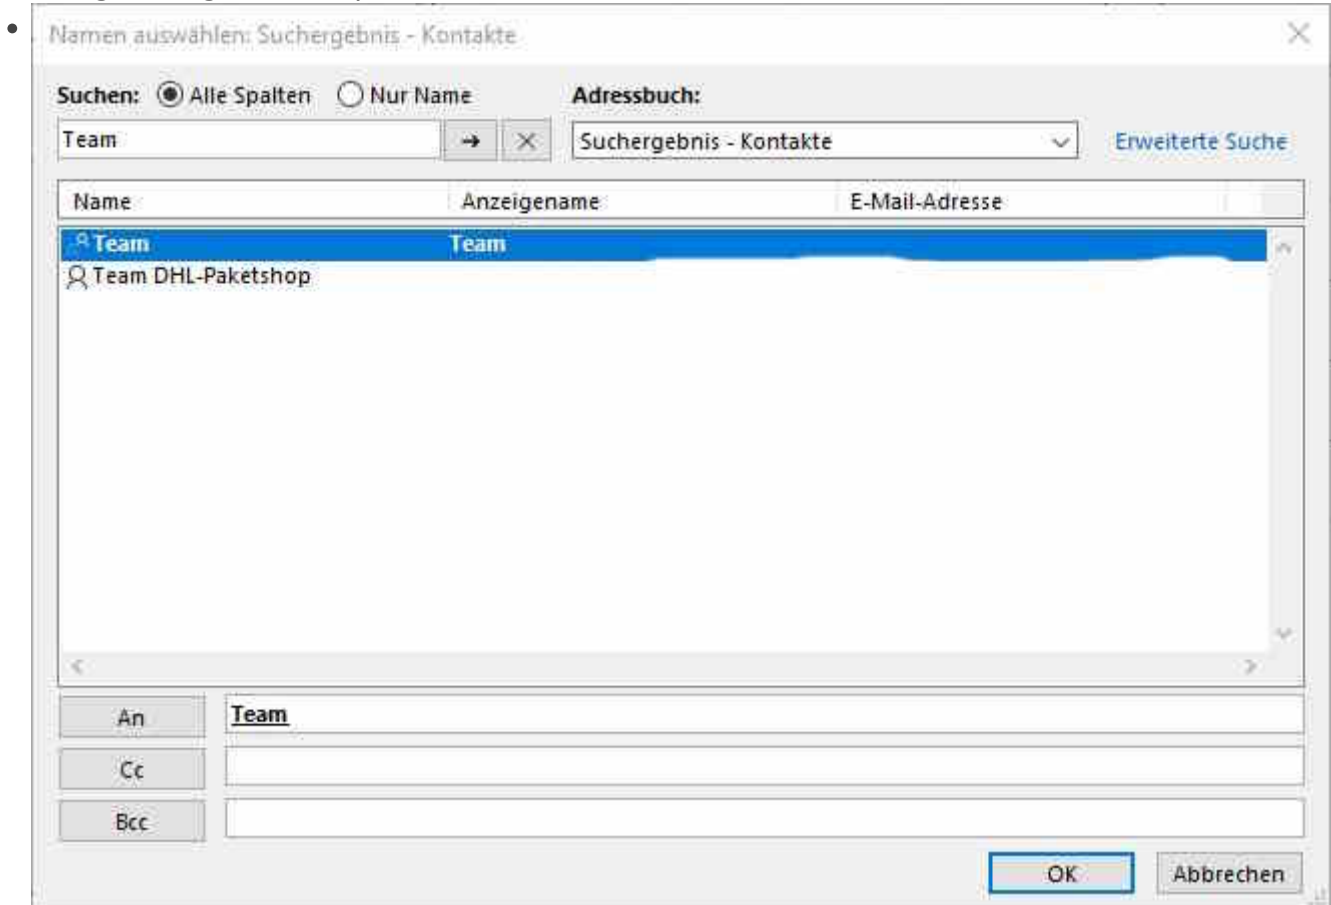 Namen auswählen: Suchergebnis - Kontakte
Suchen: Alle Spalten Nur Name Adressbuch:
Team Suchergebnis - Kontakte Erweiterte Suche
Name Anzeigename E-Mail-Adresse
Team Team
Team DHL-Paketshop
An Team
Cc
Bcc
OK Abbrechen